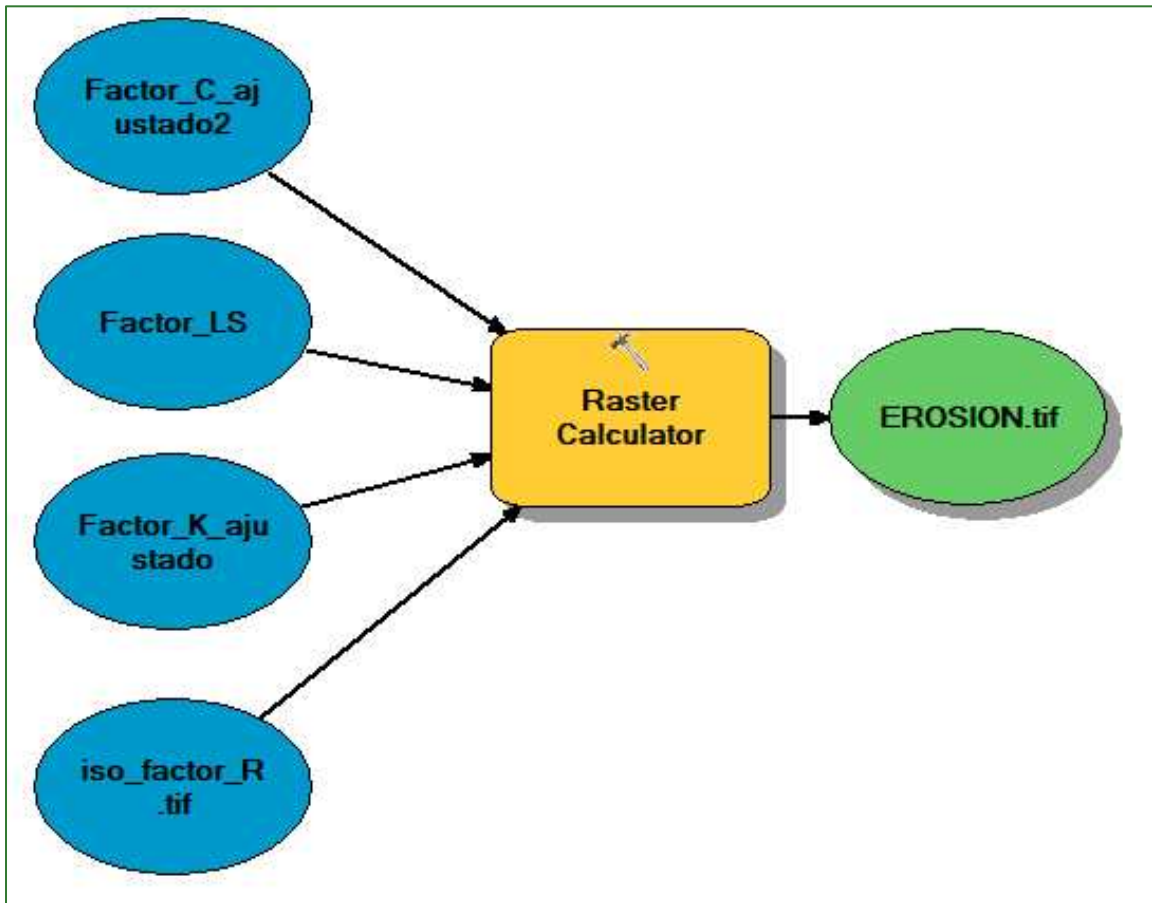 Factor_C_aj
ustado2
Factor_LS
Factor_K_aju
stado
iso_factor_R
.tif
Raster
Calculator
EROSION.tif